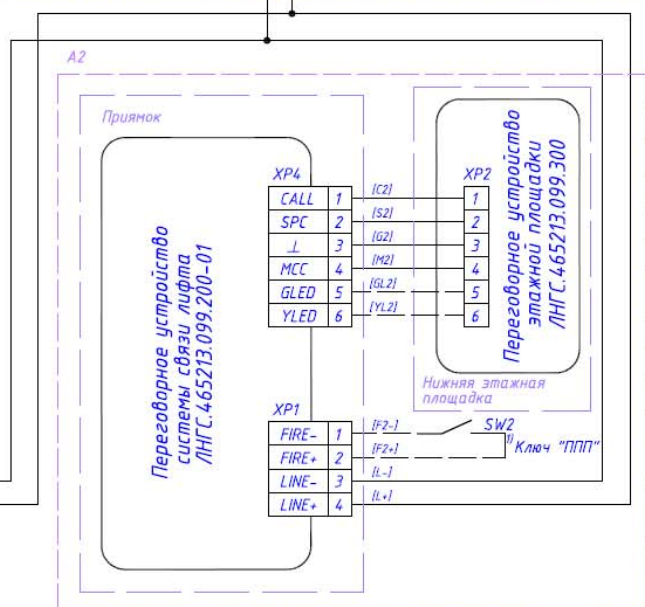 А2
Приямок
Переговорное устройство
системы связи лифта
ЛНГС.465213.099.200-01
XP4
CALL 1 [C2]
SPC 2 [S2]
⊥ 3 [G2]
MCC 4 [M2]
GLED 5 [GL2]
YLED 6 [YL2]
XP2
1
2
3
4
5
6
Переговорное устройство
этажной площадки
ЛНГС.465213.099.300
Нижняя этажная
площадка
XP1
FIRE- 1 [F2-]
FIRE+ 2 [F2+]
LINE- 3 [L-]
LINE+ 4 [L+]
SW2
1) Ключ "ППП"